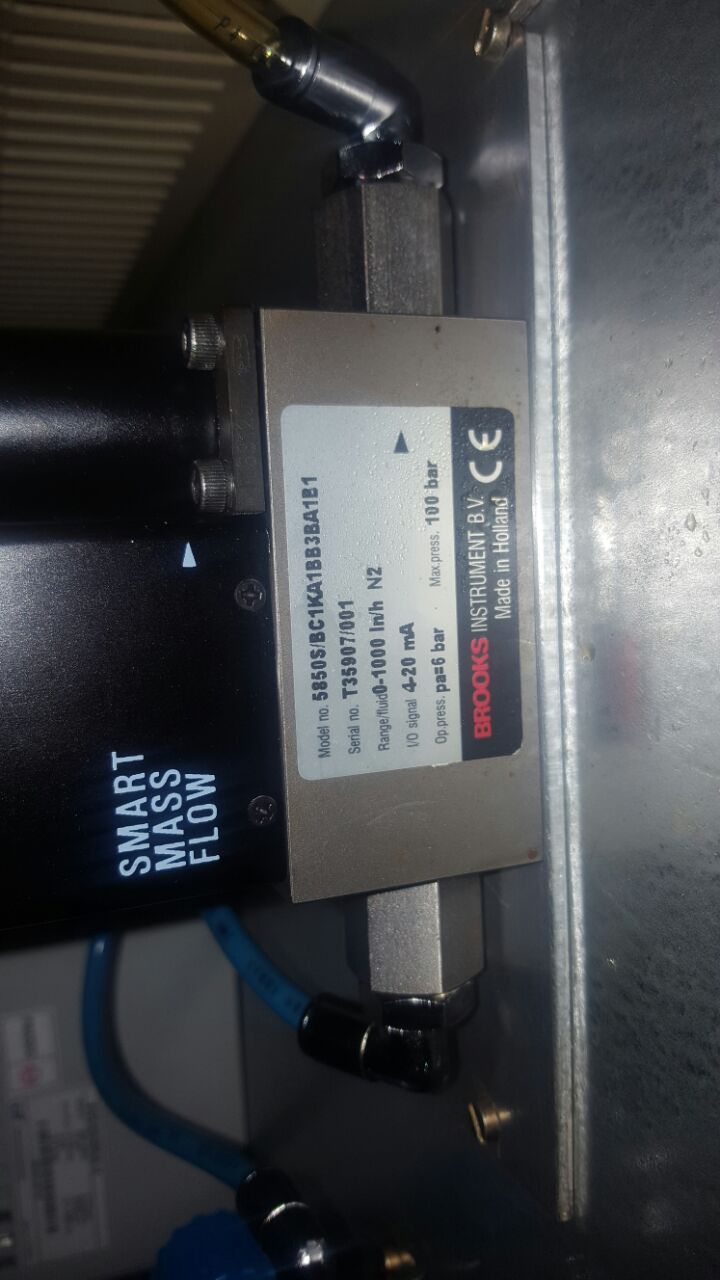 SMART
MASS
FLOW
Model no. 5850S/BC1KA1BB3BA1B1
Serial no. T35907/001
Range/fluid 0-1000 ln/h N2
I/O signal 4-20 mA
Op.press. pa=6 bar Max.press. 100 bar
BROOKS INSTRUMENT B.V. CE
Made in Holland